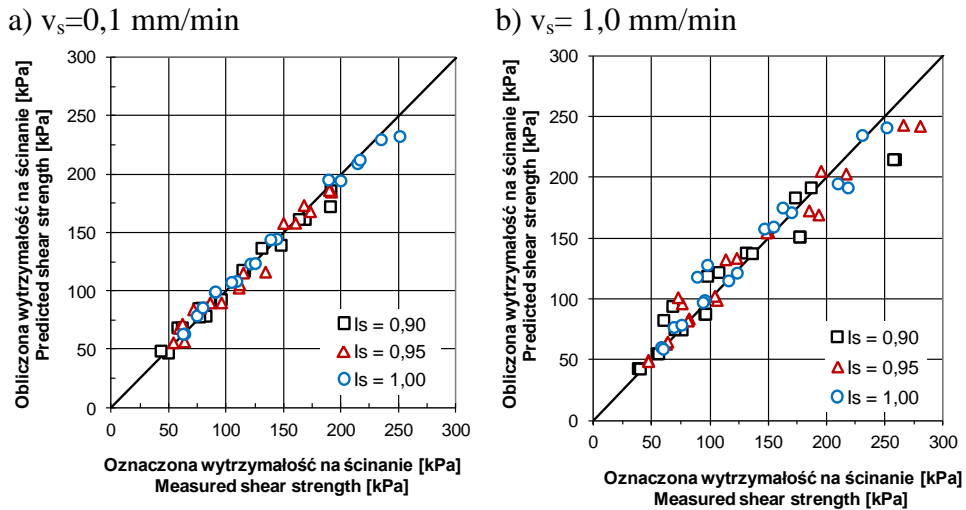 a) vs=0,1 mm/min
Obliczona wytrzymałość na ścinanie [kPa]
Predicted shear strength [kPa]
300
250
200
150
100
50
0
Is = 0,90
Is = 0,95
Is = 1,00
0 50 100 150 200 250 300
Oznaczona wytrzymałość na ścinanie [kPa]
Measured shear strength [kPa]
b) vs= 1,0 mm/min
Obliczona wytrzymałość na ścinanie [kPa]
Predicted shear strength [kPa]
300
250
200
150
100
50
0
Is = 0,90
Is = 0,95
Is = 1,00
0 50 100 150 200 250 300
Oznaczona wytrzymałość na ścinanie [kPa]
Measured shear strength [kPa]